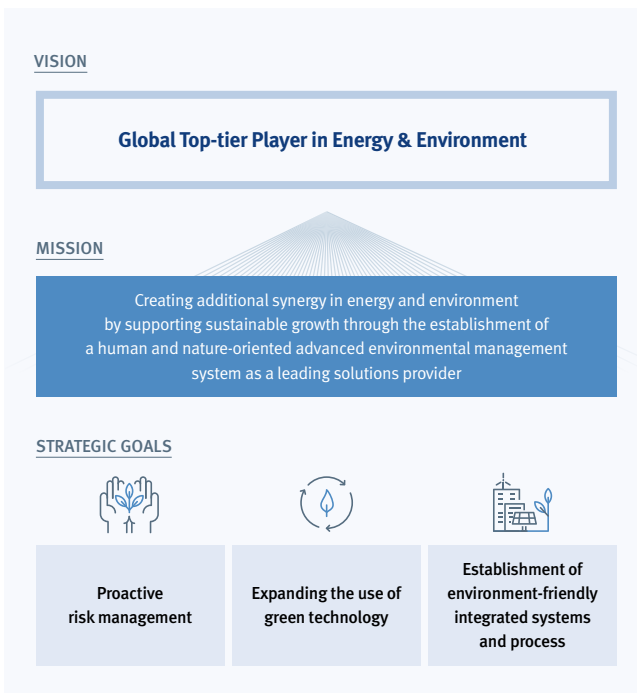 VISION
Global Top-tier Player in Energy & Environment
MISSION
Creating additional synergy in energy and environment
by supporting sustainable growth through the establishment of
a human and nature-oriented advanced environmental management
system as a leading solutions provider
STRATEGIC GOALS
Proactive
risk management
Expanding the use of
green technology
Establishment of
environment-friendly
integrated systems
and process